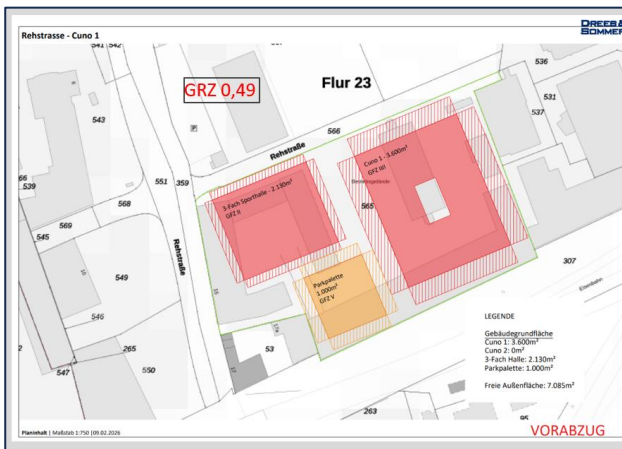 DREES &
SOMMER
Rehstrasse - Cuno 1
541
542
536
GRZ 0,49
Flur 23
531
543
537
P
566
Rehstraße
Cuno 1 - 3.600m²
GFZ III/
66
539
551
359
3-Fach Sporthalle - 2.130m²
GFZ II
565
568
569
545
Rehstraße
307
549
Parkpalette
1.000m²
GFZ V
Eisenbahn
546
LEGENDE
265
53
Gebäudegrundfläche
Cuno 1: 3.600m²
547
550
Cuno 2: 0m²
3-Fach Halle: 2.130m²
Parkpalette: 1.000m²
Freie Außenfläche: 7.085m²
263
95
Planinhalt | Maßstab 1:750 |09.02.2026
VORABZUG